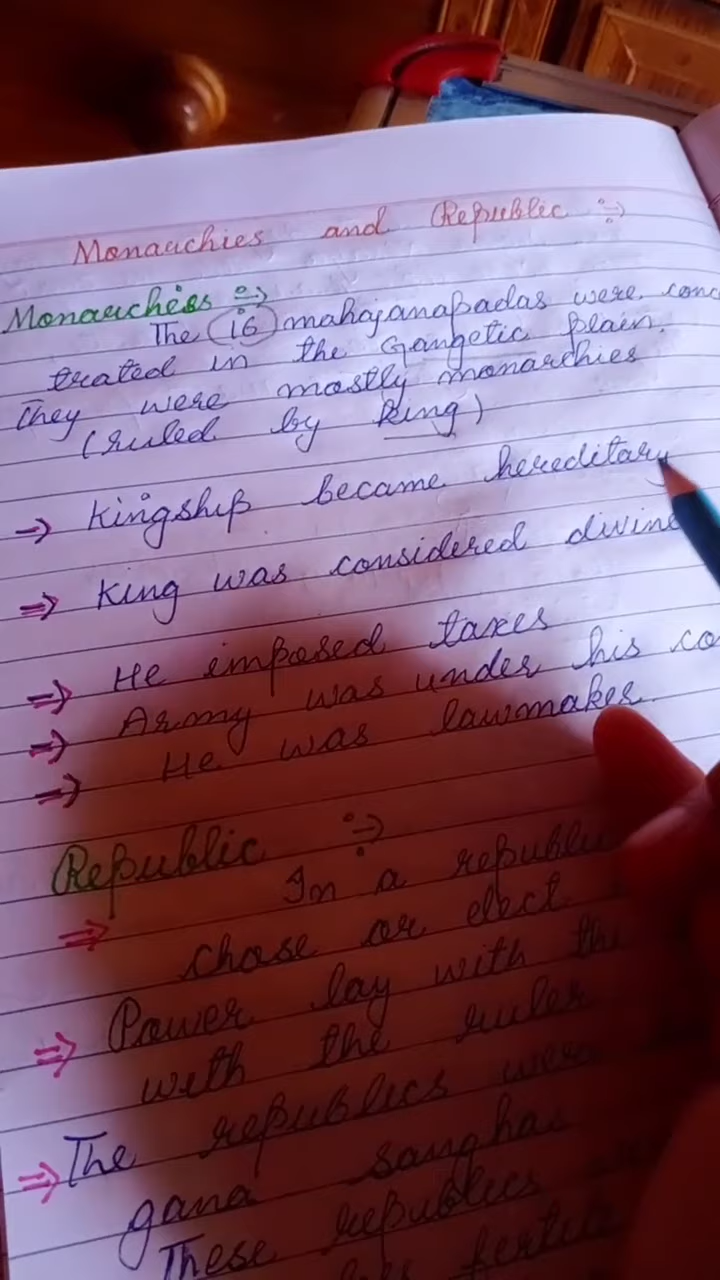 Monarchies and Republic :-)
Monarchies :->
The 16 mahajanapadas were conc
trated in the Gangetic plain.
They were mostly monarchies
(ruled by king)
→ Kingship became hereditary
⇒ King was considered divine
⇒ He imposed taxes
⇒ Army was under his co
⇒ He was lawmaker
Republic :->
In a republic
⇒ chose or elect
⇒ Power lay with the
with the ruler
⇒ The republics were
gana sanghas
These republics